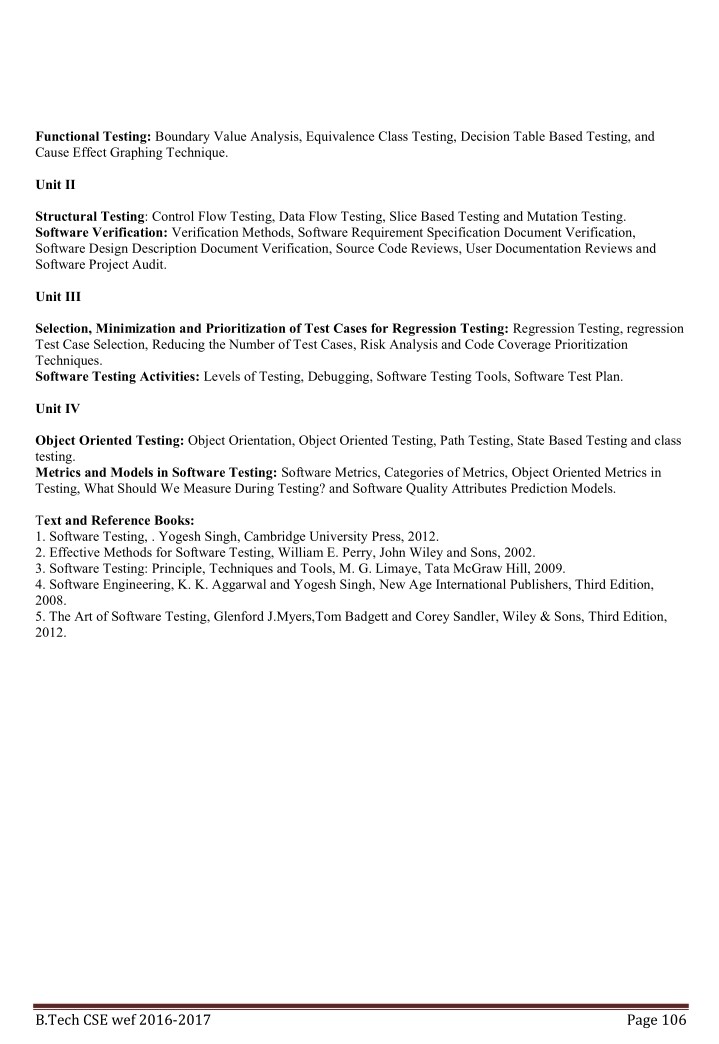 Functional Testing: Boundary Value Analysis, Equivalence Class Testing, Decision Table Based Testing, and
Cause Effect Graphing Technique.
Unit II
Structural Testing: Control Flow Testing, Data Flow Testing, Slice Based Testing and Mutation Testing.
Software Verification: Verification Methods, Software Requirement Specification Document Verification,
Software Design Description Document Verification, Source Code Reviews, User Documentation Reviews and
Software Project Audit.
Unit III
Selection, Minimization and Prioritization of Test Cases for Regression Testing: Regression Testing, regression
Test Case Selection, Reducing the Number of Test Cases, Risk Analysis and Code Coverage Prioritization
Techniques.
Software Testing Activities: Levels of Testing, Debugging, Software Testing Tools, Software Test Plan.
Unit IV
Object Oriented Testing: Object Orientation, Object Oriented Testing, Path Testing, State Based Testing and class
testing.
Metrics and Models in Software Testing: Software Metrics, Categories of Metrics, Object Oriented Metrics in
Testing, What Should We Measure During Testing? and Software Quality Attributes Prediction Models.
Text and Reference Books:
1. Software Testing, . Yogesh Singh, Cambridge University Press, 2012.
2. Effective Methods for Software Testing, William E. Perry, John Wiley and Sons, 2002.
3. Software Testing: Principle, Techniques and Tools, M. G. Limaye, Tata McGraw Hill, 2009.
4. Software Engineering, K. K. Aggarwal and Yogesh Singh, New Age International Publishers, Third Edition,
2008.
5. The Art of Software Testing, Glenford J.Myers,Tom Badgett and Corey Sandler, Wiley & Sons, Third Edition,
2012.
B.Tech CSE wef 2016-2017 Page 106